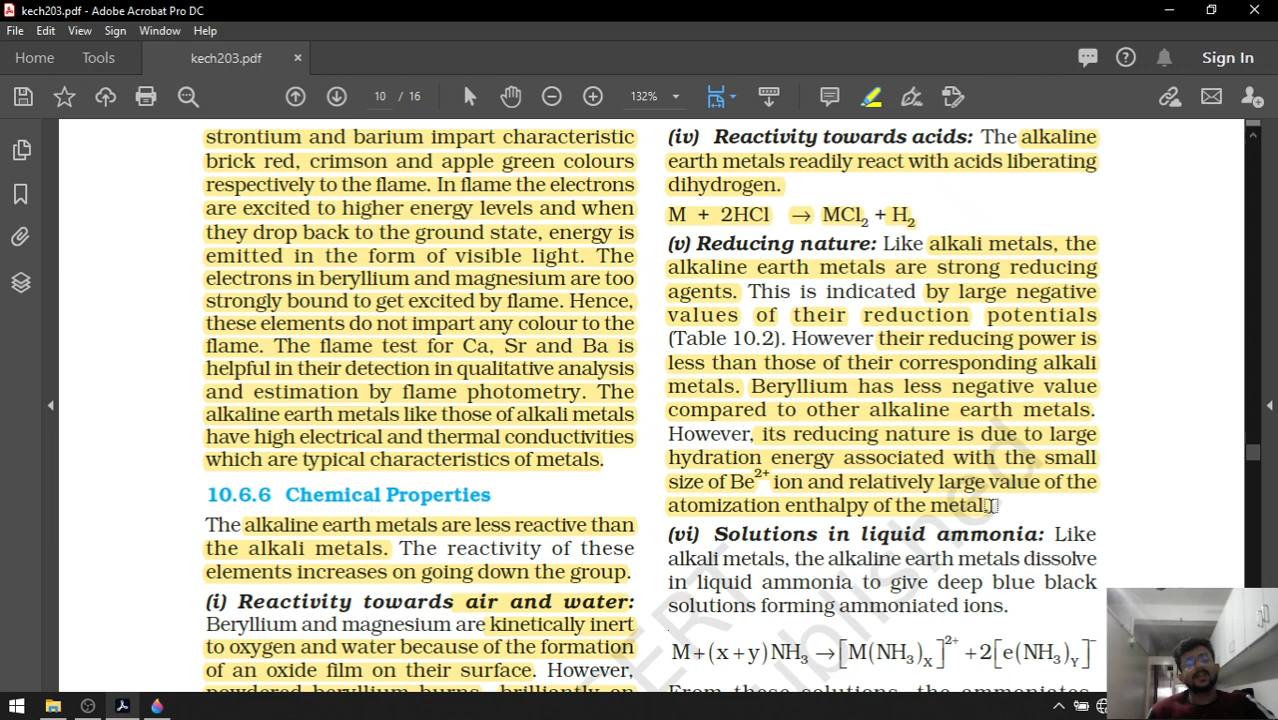 kech203.pdf - Adobe Acrobat Pro DC
File Edit View Sign Window Help
Home Tools kech203.pdf × Sign In
10 / 16 132%
strontium and barium impart characteristic
brick red, crimson and apple green colours
respectively to the flame. In flame the electrons
are excited to higher energy levels and when
they drop back to the ground state, energy is
emitted in the form of visible light. The
electrons in beryllium and magnesium are too
strongly bound to get excited by flame. Hence,
these elements do not impart any colour to the
flame. The flame test for Ca, Sr and Ba is
helpful in their detection in qualitative analysis
and estimation by flame photometry. The
alkaline earth metals like those of alkali metals
have high electrical and thermal conductivities
which are typical characteristics of metals.
10.6.6 Chemical Properties
The alkaline earth metals are less reactive than
the alkali metals. The reactivity of these
elements increases on going down the group.
(i) Reactivity towards air and water:
Beryllium and magnesium are kinetically inert
to oxygen and water because of the formation
of an oxide film on their surface. However,
powdered beryllium burns brilliantly on
(iv) Reactivity towards acids: The alkaline
earth metals readily react with acids liberating
dihydrogen.
M + 2HCl → MCl₂ + H₂
(v) Reducing nature: Like alkali metals, the
alkaline earth metals are strong reducing
agents. This is indicated by large negative
values of their reduction potentials
(Table 10.2). However their reducing power is
less than those of their corresponding alkali
metals. Beryllium has less negative value
compared to other alkaline earth metals.
However, its reducing nature is due to large
hydration energy associated with the small
size of Be²⁺ ion and relatively large value of the
atomization enthalpy of the metal.
(vi) Solutions in liquid ammonia: Like
alkali metals, the alkaline earth metals dissolve
in liquid ammonia to give deep blue black
solutions forming ammoniated ions.
M+(x+y)NH₃→[M(NH₃)X]²⁺+2[e(NH₃)Y]⁻
From these solutions, the ammoniates,